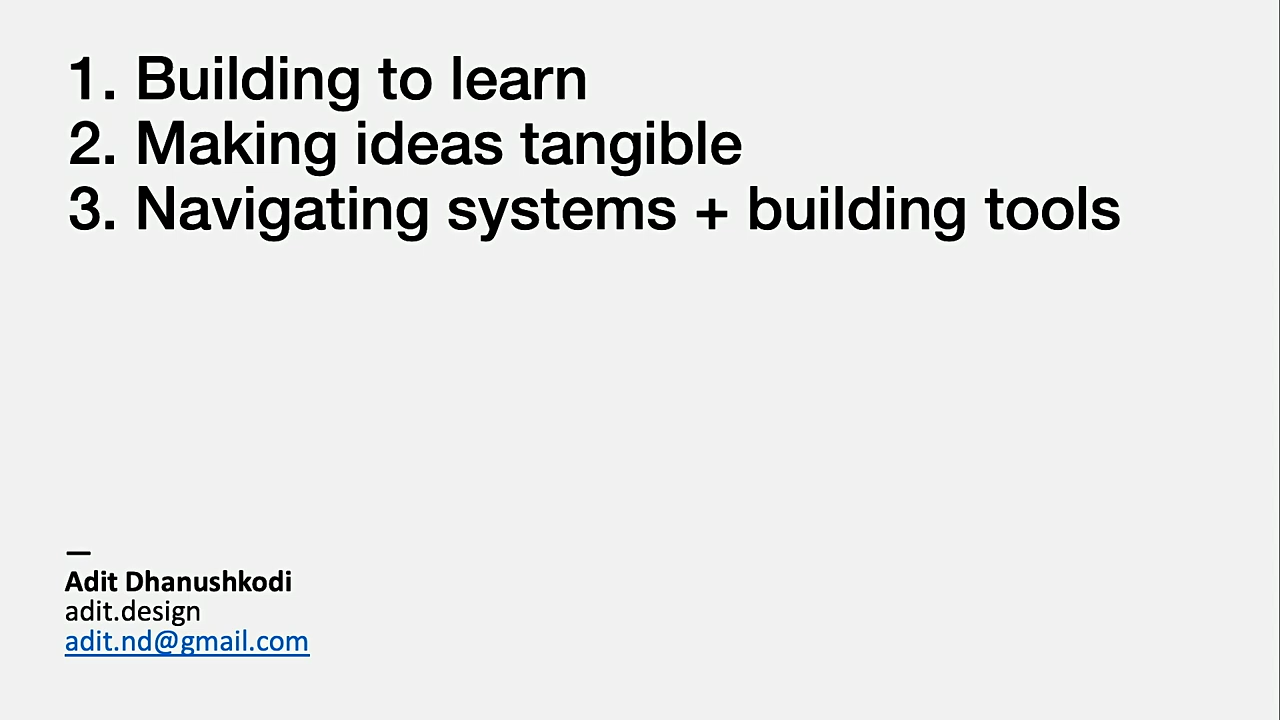 1. Building to learn
2. Making ideas tangible
3. Navigating systems + building tools
—
Adit Dhanushkodi
adit.design
adit.nd@gmail.com